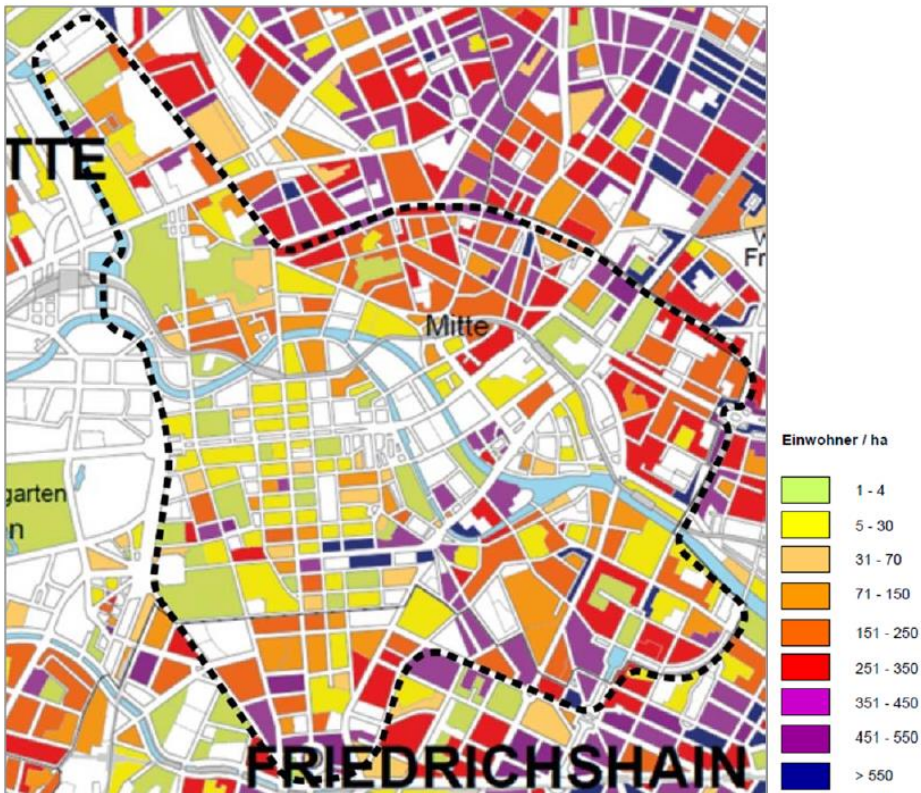 TTE
Mitte
V
Fr
garten
n
FRIEDRICHSHAIN
Einwohner / ha
1 - 4
5 - 30
31 - 70
71 - 150
151 - 250
251 - 350
351 - 450
451 - 550
> 550